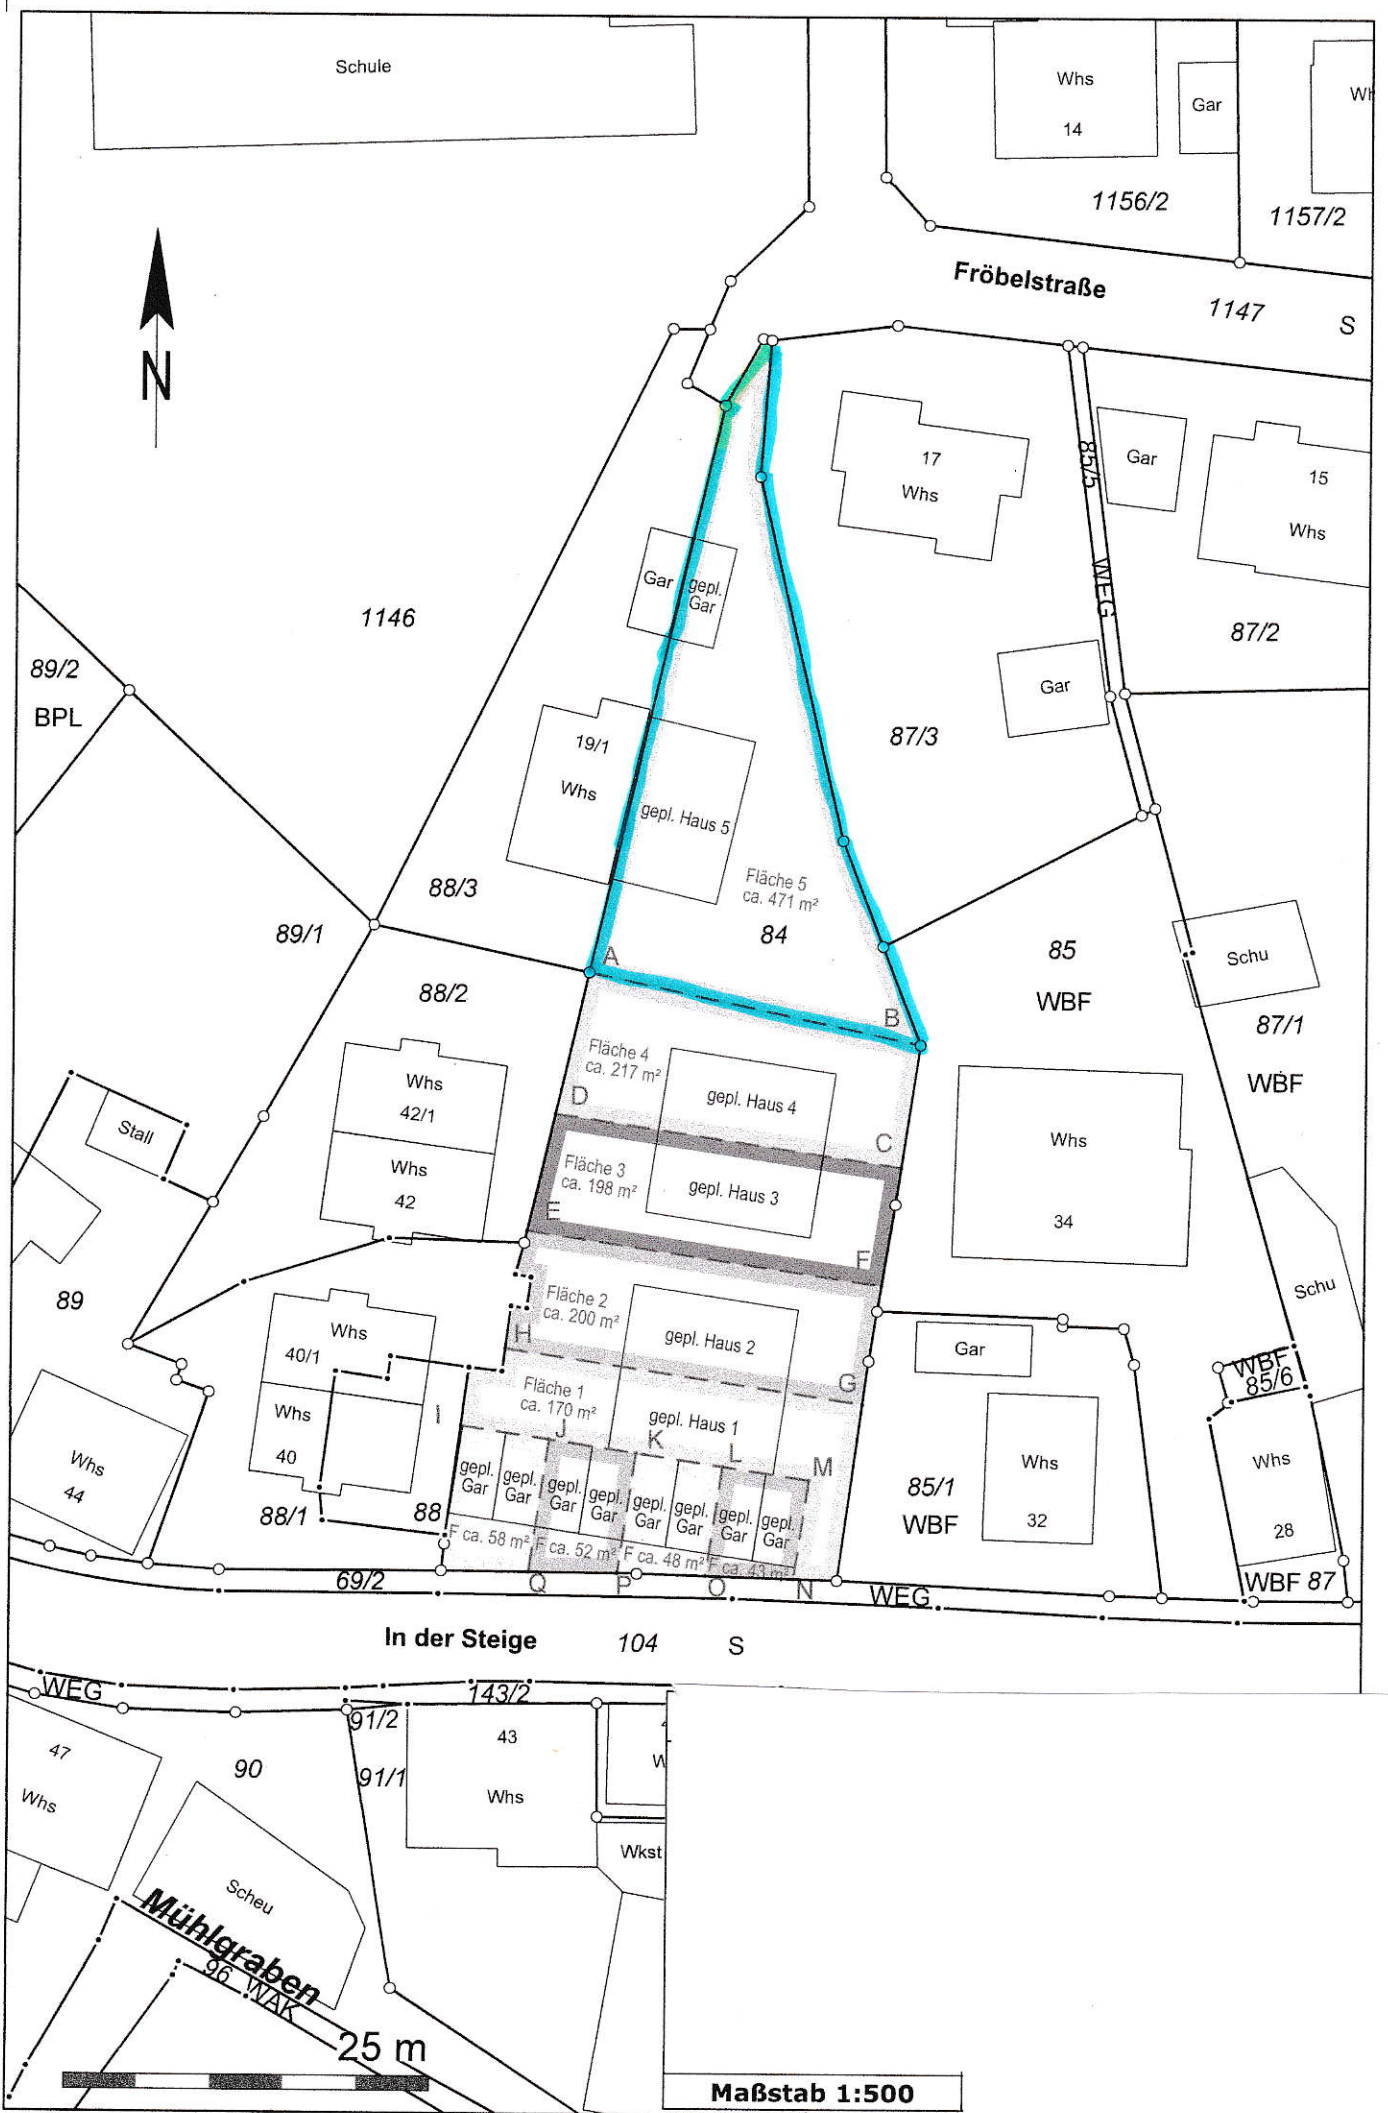 Schule
Whs
14
Gar
1156/2
1157/2
Fröbelstraße
1147
S
N
17
Whs
85/5
WEG
Gar
15
Whs
87/2
Gar
gepl.
Gar
1146
89/2
BPL
Gar
87/3
19/1
Whs
gepl. Haus 5
88/3
Fläche 5
ca. 471 m²
84
89/1
A
85
WBF
Schu
88/2
B
87/1
WBF
Fläche 4
ca. 217 m²
gepl. Haus 4
D
C
Whs
42/1
Stall
Whs
42
Fläche 3
ca. 198 m²
gepl. Haus 3
E
F
Whs
34
Schu
89
Fläche 2
ca. 200 m²
gepl. Haus 2
H
G
Whs
40/1
Gar
WBF
85/6
Fläche 1
ca. 170 m²
gepl. Haus 1
Whs
40
J
K
L
M
Whs
44
gepl.
Gar
gepl.
Gar
gepl.
Gar
gepl.
Gar
gepl.
Gar
gepl.
Gar
gepl.
Gar
gepl.
Gar
85/1
WBF
Whs
32
Whs
28
88/1
88
F ca. 58 m²
F ca. 52 m²
F ca. 48 m²
F ca. 43 m²
69/2
Q
P
O
N
WEG
WBF 87
In der Steige
104
S
WEG
143/2
91/2
47
Whs
90
91/1
43
Whs
Wkst
Scheu
Mühlgraben
96 WAK
25 m
Maßstab 1:500